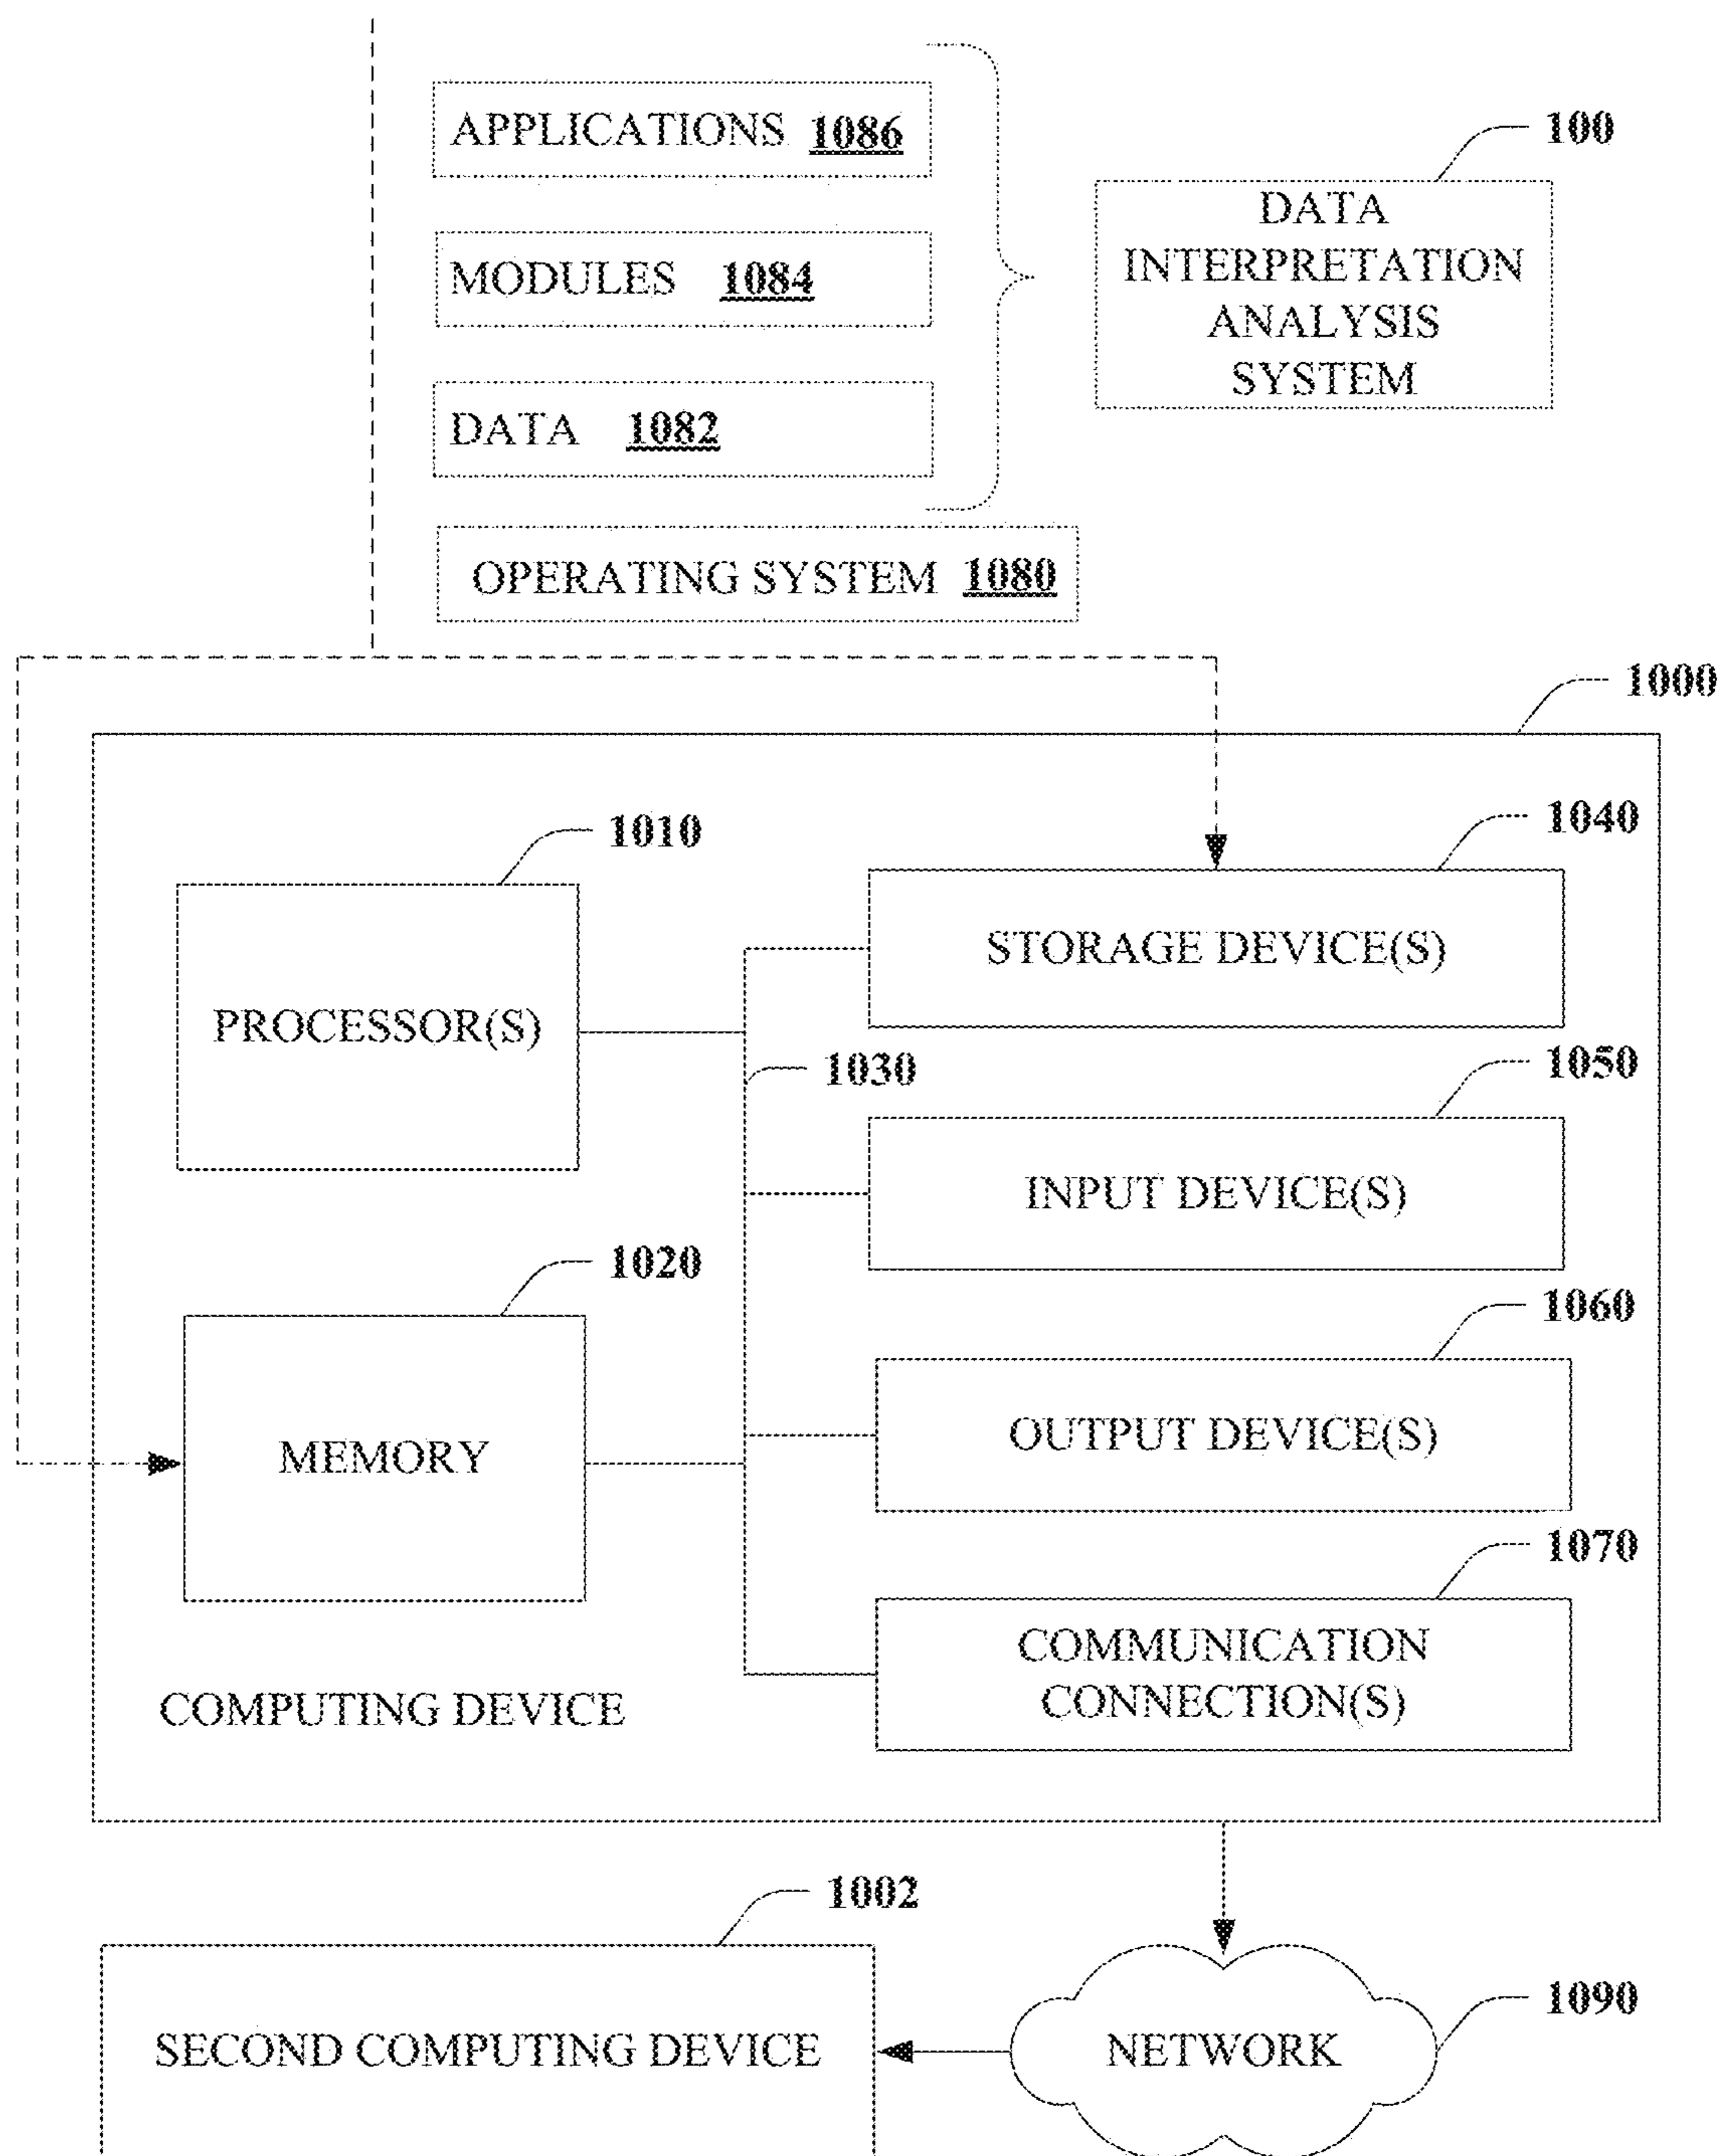 APPLICATIONS 1086
100
DATA
INTERPRETATION
ANALYSIS
SYSTEM
MODULES 1084
DATA 1082
OPERATING SYSTEM 1080
1000
1010
PROCESSOR(S)
1040
STORAGE DEVICE(S)
1030
1050
INPUT DEVICE(S)
1020
MEMORY
1060
OUTPUT DEVICE(S)
1070
COMMUNICATION
CONNECTION(S)
COMPUTING DEVICE
1002
SECOND COMPUTING DEVICE
1090
NETWORK